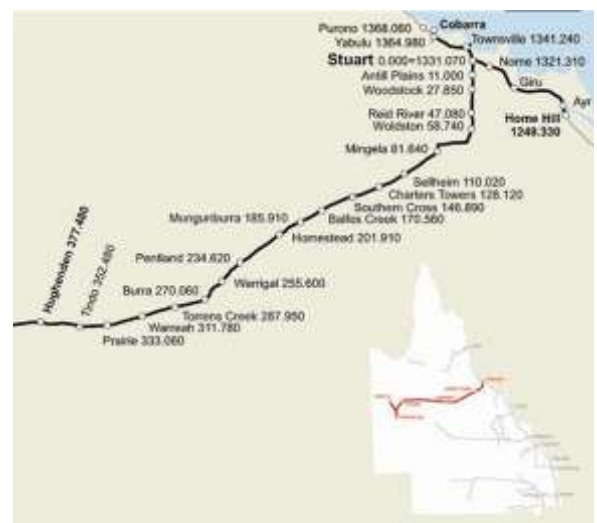 Purono 1368.060
Cobarra
Yabulu 1364.980
Townsville 1341.240
Stuart 0.000=1331.070
Nome 1321.310
Antill Plains 11.000
Woodstock 27.850
Giru
Ayr
Reid River 47.080
Home Hill
1248.330
Woldston 58.740
Mingela 81.640
Sellheim 110.020
Charters Towers 128.120
Southern Cross 146.890
Mungunburra 185.910
Balfes Creek 170.560
Homestead 201.910
Pentland 234.620
Warrigal 255.600
Burra 270.060
Torrens Creek 287.950
Warreah 311.780
Prairie 333.060
Tindo 352.480
Hughenden 377.480